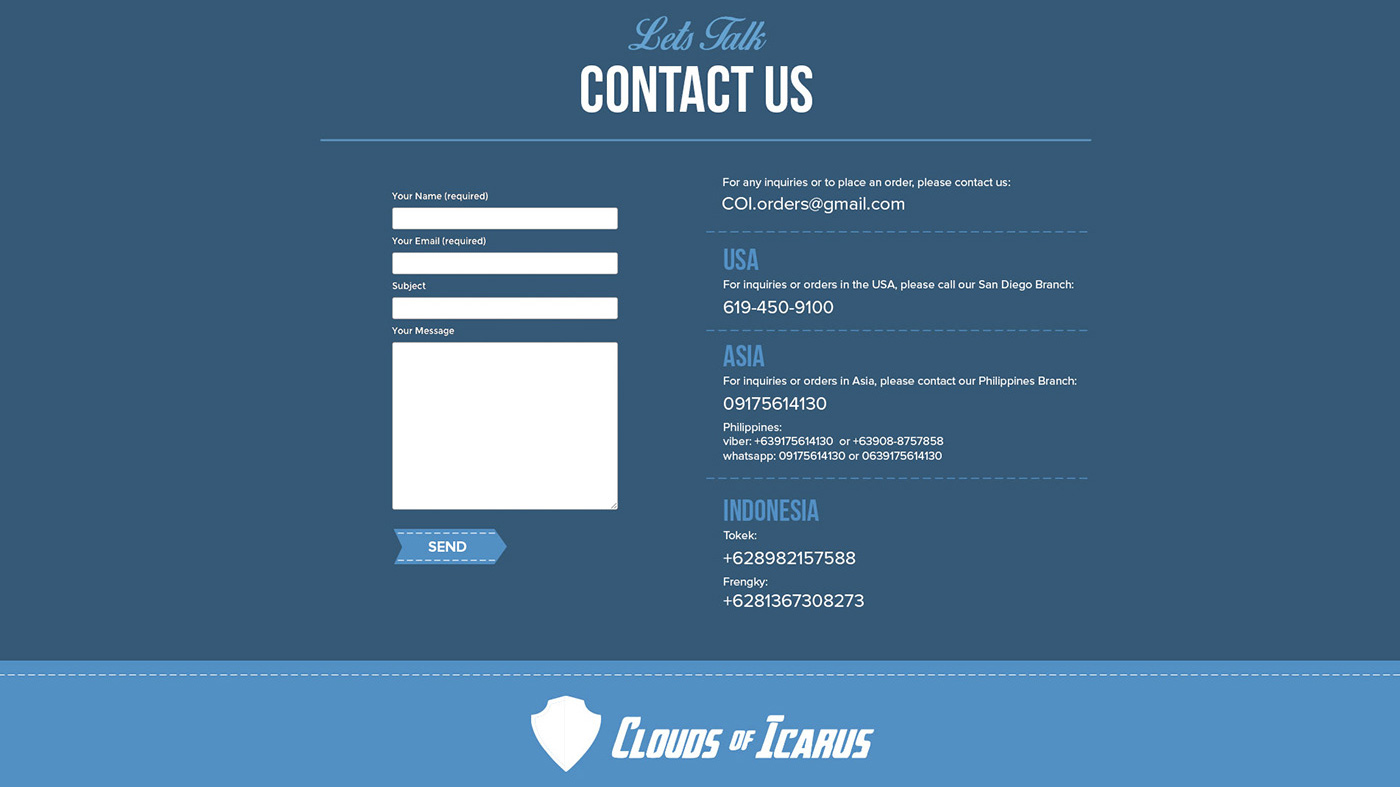 Lets Talk
CONTACT US
Your Name (required)
Your Email (required)
Subject
Your Message
SEND
For any inquiries or to place an order, please contact us:
COI.orders@gmail.com
USA
For inquiries or orders in the USA, please call our San Diego Branch:
619-450-9100
ASIA
For inquiries or orders in Asia, please contact our Philippines Branch:
09175614130
Philippines:
viber: +639175614130 or +63908-8757858
whatsapp: 09175614130 or 0639175614130
INDONESIA
Tokek:
+628982157588
Frengky:
+6281367308273
CLOUDS OF ICARUS